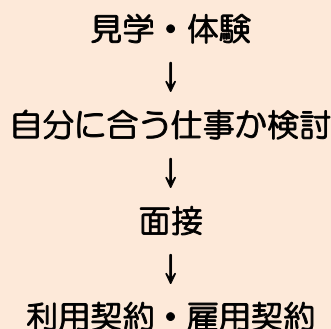 見学・体験
↓
自分に合う仕事か検討
↓
面接
↓
利用契約・雇用契約